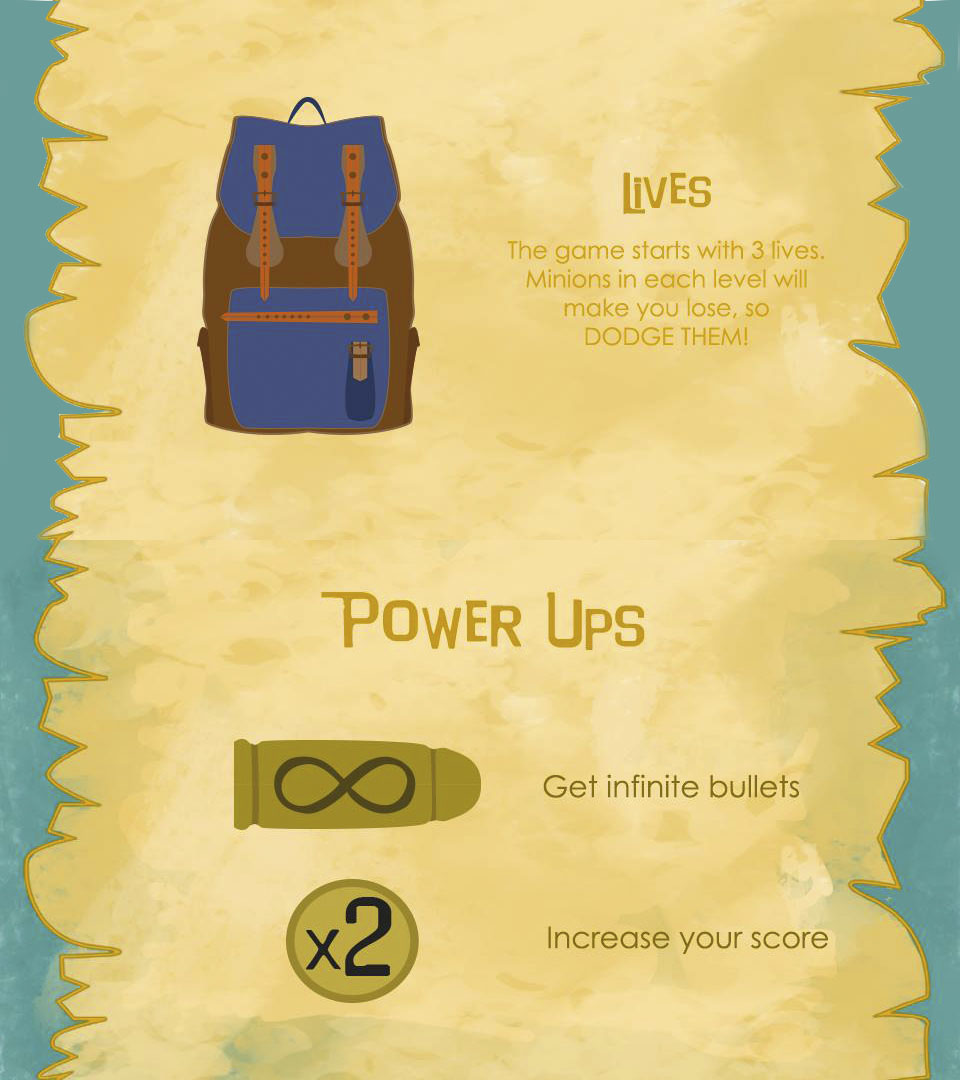 LiVES
The game starts with 3 lives.
Minions in each level will
make you lose, so
DODGE THEM!
POWER UPS
Get infinite bullets
x2
Increase your score